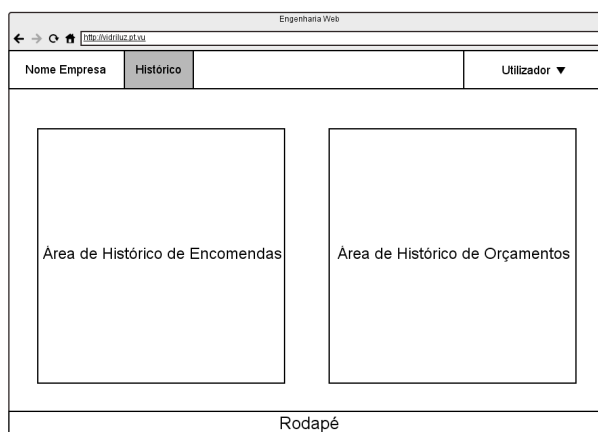 Engenharia Web
http://vidriluz.pt.vu
Nome Empresa Histórico Utilizador ▼
Área de Histórico de Encomendas Área de Histórico de Orçamentos
Rodapé